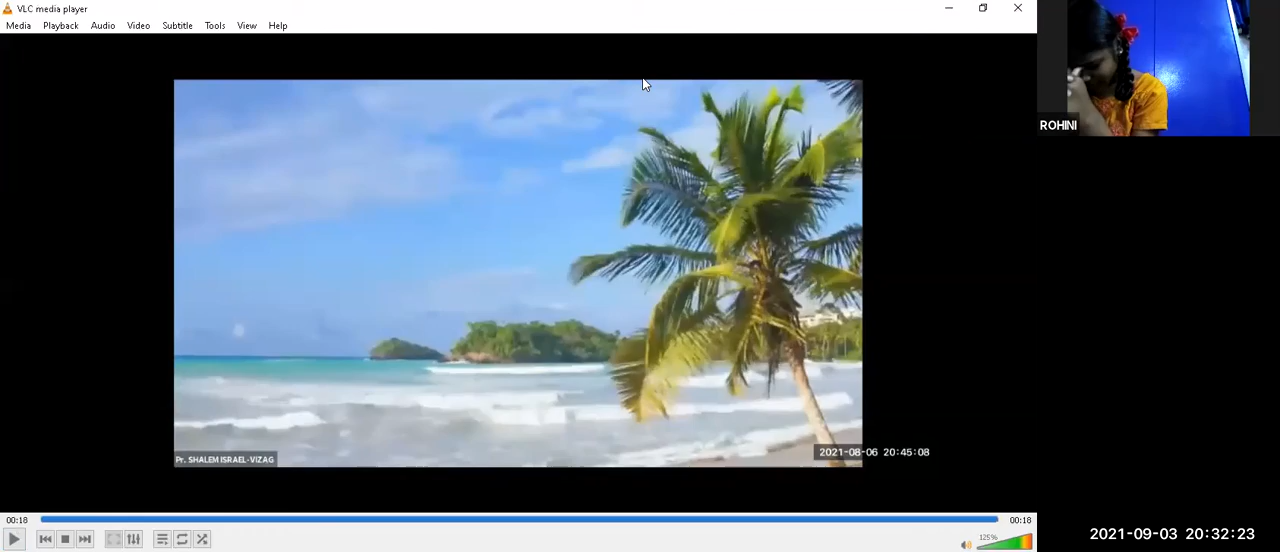 VLC media player
Media Playback Audio Video Subtitle Tools View Help
ROHINI
Pr. SHALEM ISRAEL-VIZAG
2021-08-06 20:45:08
00:18
00:18
125%
2021-09-03 20:32:23